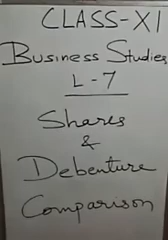 CLASS-XI
Business Studies
L-7
Shares
&
Debenture
Comparison